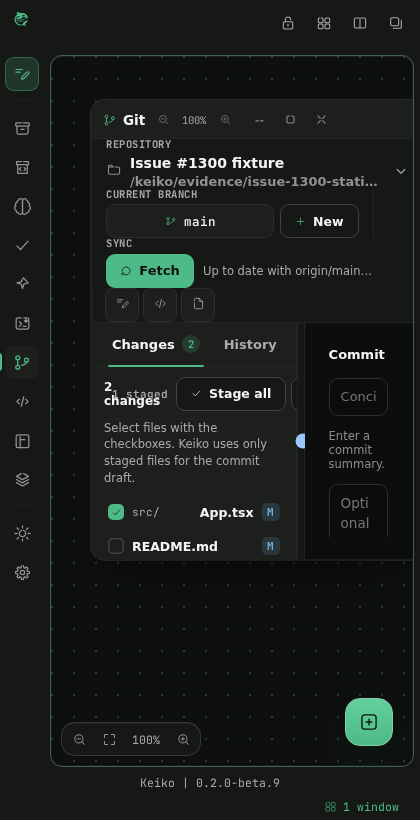 Git 100% --
REPOSITORY
Issue #1300 fixture
/keiko/evidence/issue-1300-stati…
CURRENT BRANCH
main
New
SYNC
Fetch
Up to date with origin/main…
Changes 2
History
2 changes
1 staged
Stage all
Select files with the
checkboxes. Keiko uses only
staged files for the commit
draft.
src/ App.tsx M
README.md M
Commit
Conci
Enter a
commit
summary.
Opti
onal
100%
Keiko | 0.2.0-beta.9
1 window